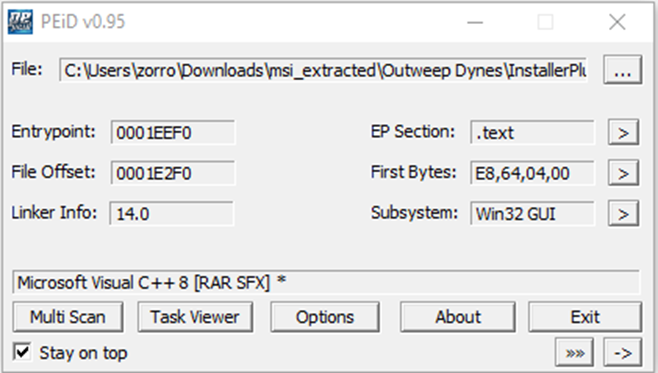 PEiD v0.95
File: C:\Users\zorro\Downloads\msi_extracted\Outweep Dynes\InstallerPlu ...
Entrypoint: 0001EEF0 EP Section: .text >
File Offset: 0001E2F0 First Bytes: E8,64,04,00 >
Linker Info: 14.0 Subsystem: Win32 GUI >
Microsoft Visual C++ 8 [RAR SFX] *
Multi Scan Task Viewer Options About Exit
Stay on top »» ->